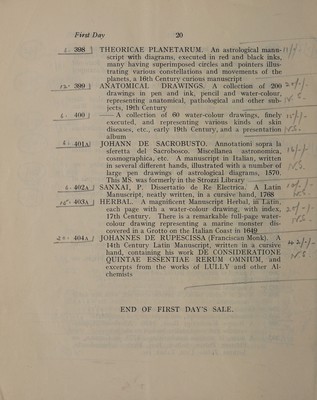 First Day 20
398 THEORICAE PLANETARUM. An astrological manu-
script with diagrams, executed in red and black inks,
many having superimposed circles and pointers illus-
trating various constellations and movements of the
planets, a 16th Century curious manuscript
399 ANATOMICAL DRAWINGS. A collection of 200
drawings in pen and ink, pencil and water-colour,
representing anatomical, pathological and other sub-
jects, 19th Century
400 —— A collection of 60 water-colour drawings, finely
executed, and representing various kinds of skin
diseases, etc., early 19th Century, and a presentation
album
401A JOHANN DE SACROBUSTO. Annotationi sopra la
sferetta del Sacrobosco. Miscellanea astronomica,
cosmographica, etc. A manuscript in Italian, written
in several different hands, illustrated with a number of
large pen drawings of astrological diagrams, 1570.
This MS. was formerly in the Strozzi Library
402A SANXAI, P. Dissertatio de Re Electrica. A Latin
Manuscript, neatly written, in a cursive hand, 1768
403A HERBAL. A magnificent Manuscript Herbal, in Latin,
each page with a water-colour drawing, with index,
17th Century. There is a remarkable full-page water-
colour drawing representing a marine monster dis-
covered in a Grotto on the Italian Coast in 1649
404A JOHANNES DE RUPESCISSA (Franciscan Monk). A
14th Century Latin Manuscript, written in a cursive
hand, containing his work DE CONSIDERATIONE
QUINTAE ESSENTIAE RERUM OMNIUM, and
excerpts from the works of LULLY and other Al-
chemists
END OF FIRST DAY'S SALE.